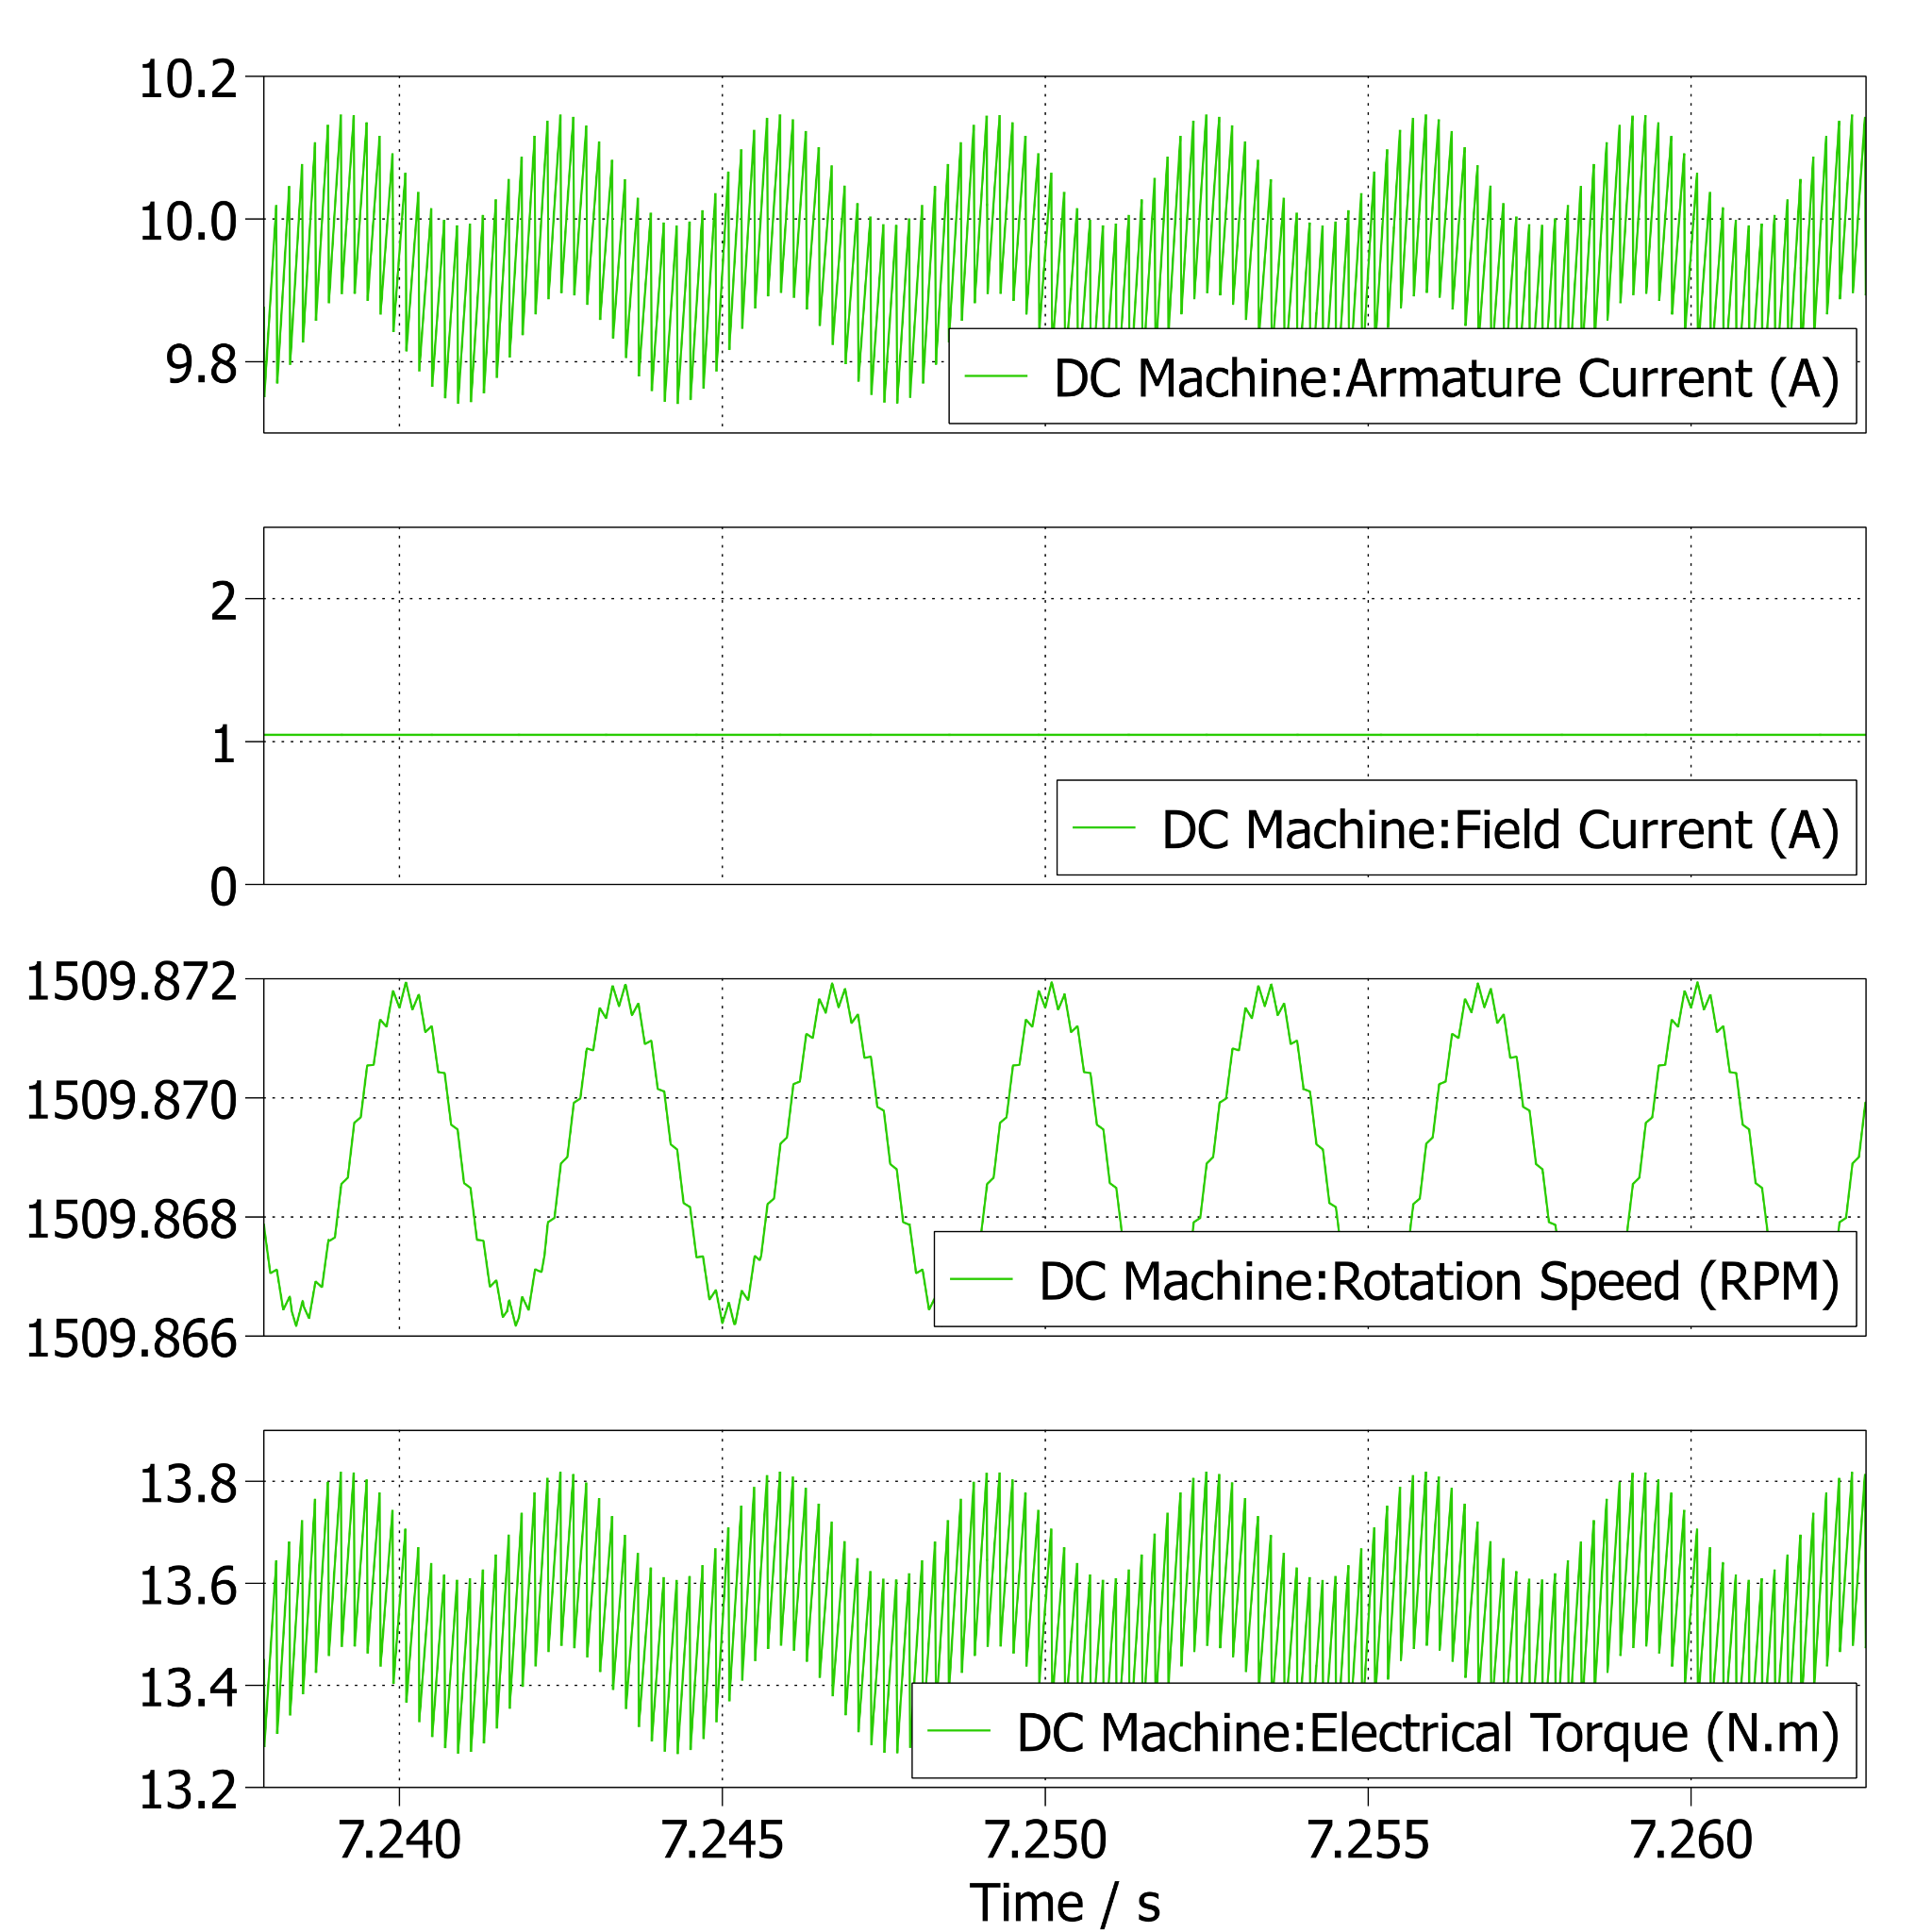 10.2
10.0
9.8
DC Machine:Armature Current (A)
2
1
DC Machine:Field Current (A)
0
1509.872
1509.870
1509.868
DC Machine:Rotation Speed (RPM)
1509.866
13.8
13.6
13.4
DC Machine:Electrical Torque (N.m)
13.2
7.240 7.245 7.250 7.255 7.260
Time / s